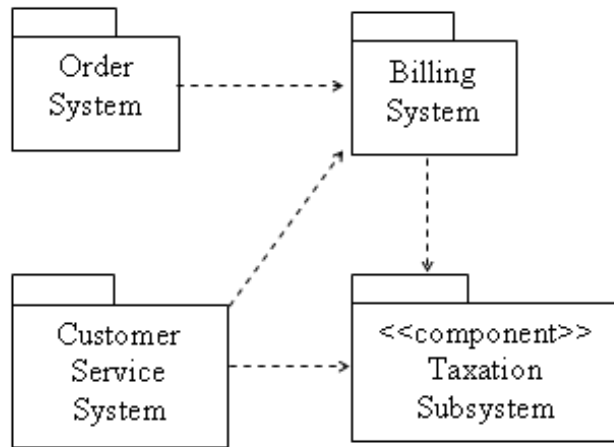 Order
System
Billing
System
Customer
Service
System
<<component>>
Taxation
Subsystem